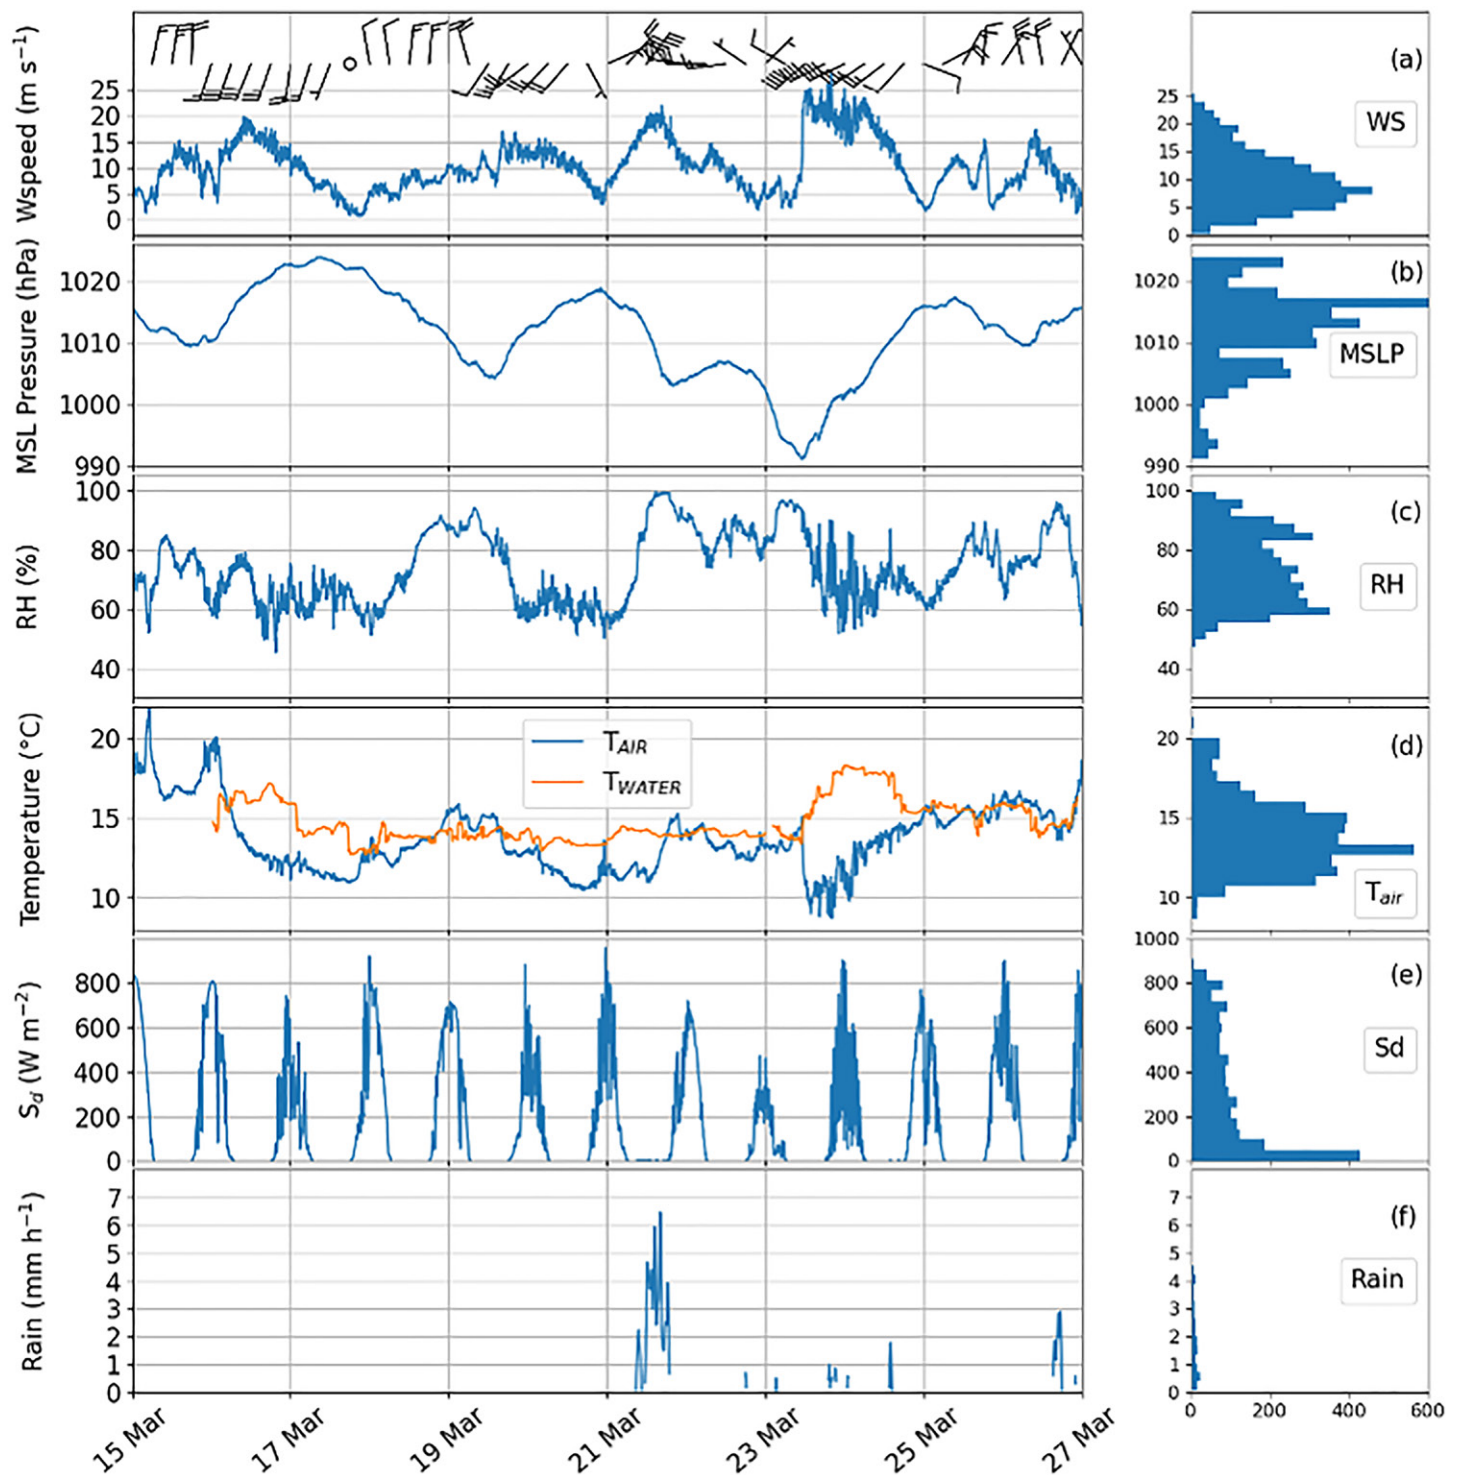 Wspeed (m s⁻¹)
25
20
15
10
5
0
(a)
WS
25
20
15
10
5
0
MSL Pressure (hPa)
1020
1010
1000
990
(b)
MSLP
1020
1010
1000
990
RH (%)
100
80
60
40
(c)
RH
100
80
60
40
Temperature (°C)
20
15
10
T_AIR
T_WATER
(d)
T_air
20
15
10
S_d (W m⁻²)
800
600
400
200
0
(e)
Sd
1000
800
600
400
200
0
Rain (mm h⁻¹)
7
6
5
4
3
2
1
0
(f)
Rain
7
6
5
4
3
2
1
0
15 Mar 17 Mar 19 Mar 21 Mar 23 Mar 25 Mar 27 Mar
0 200 400 600